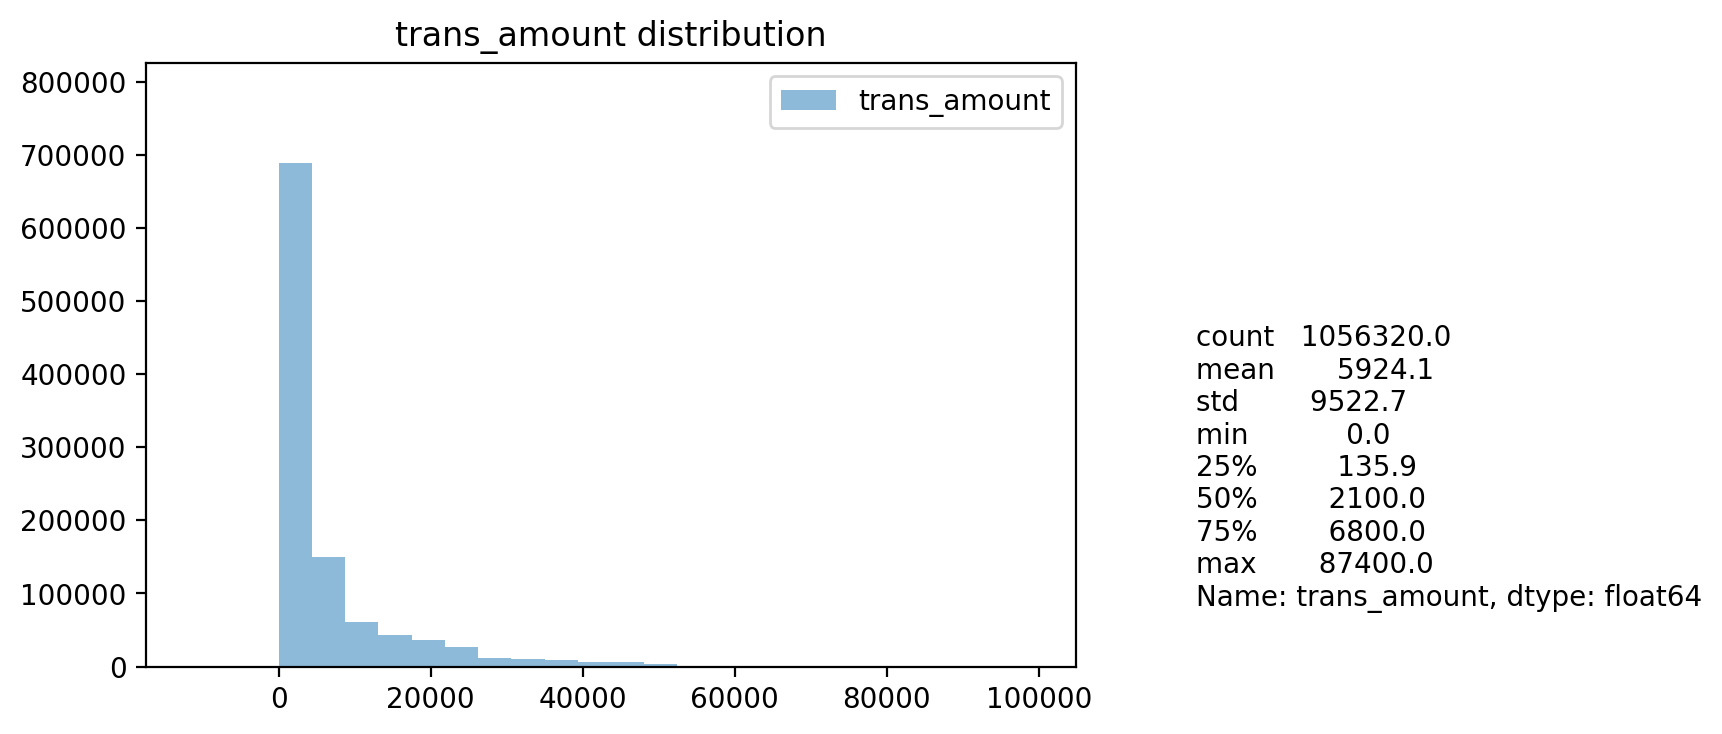 trans_amount distribution
800000
700000
600000
500000
400000
300000
200000
100000
0
0 20000 40000 60000 80000 100000
trans_amount
count 1056320.0
mean 5924.1
std 9522.7
min 0.0
25% 135.9
50% 2100.0
75% 6800.0
max 87400.0
Name: trans_amount, dtype: float64